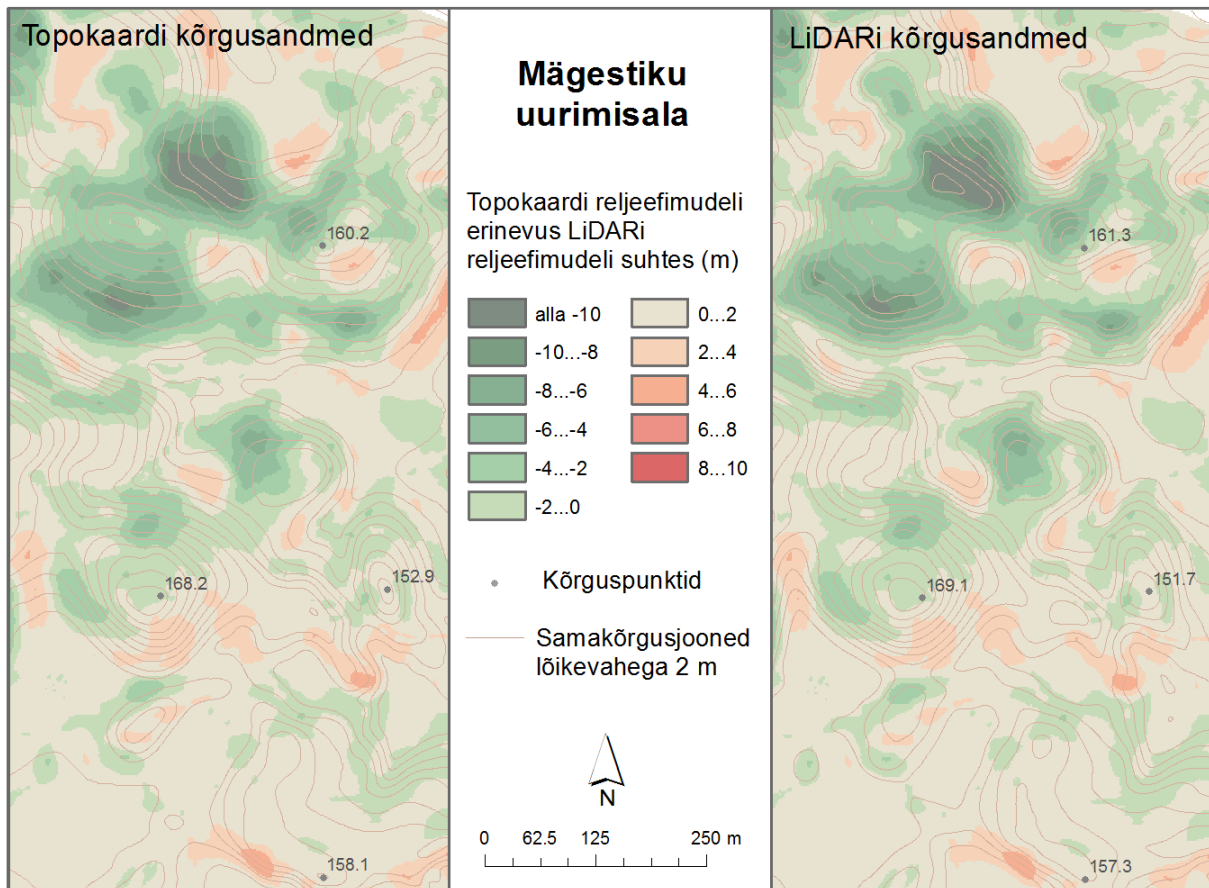 Topokaardi kõrgusandmed
160.2
168.2
152.9
158.1
Mägestiku
uurimisala
Topokaardi reljeefimudeli
erinevus LiDARi
reljeefimudeli suhtes (m)
alla -10
0...2
-10...-8
2...4
-8...-6
4...6
-6...-4
6...8
-4...-2
8...10
-2...0
Kõrguspunktid
Samakõrgusjooned
lõikevahega 2 m
N
0 62.5 125 250 m
LiDARi kõrgusandmed
161.3
169.1
151.7
157.3